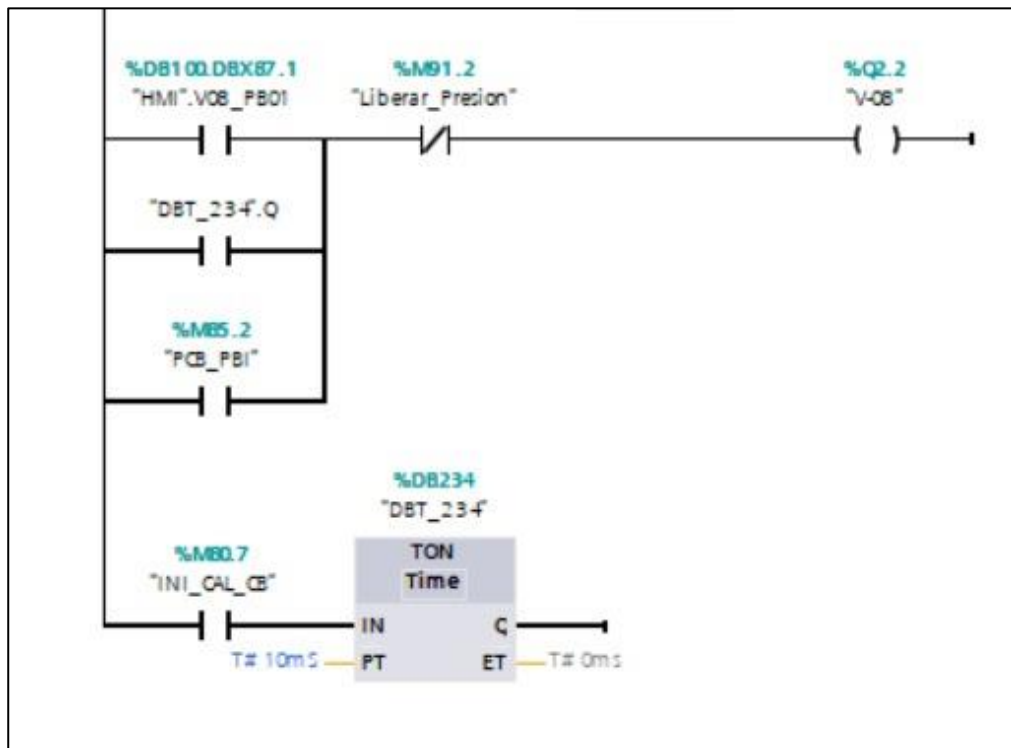 %DB100.DBX87.1
"HMI".V08_PB01
%M91.2
"Liberar_Presion"
%Q2.2
"V-08"
"DBT_234".Q
%M85.2
"PCB_PBI"
%DB234
"DBT_234"
TON
Time
%M80.7
"INI_CAL_CB"
IN
Q
T# 10mS
PT
ET
T# 0ms